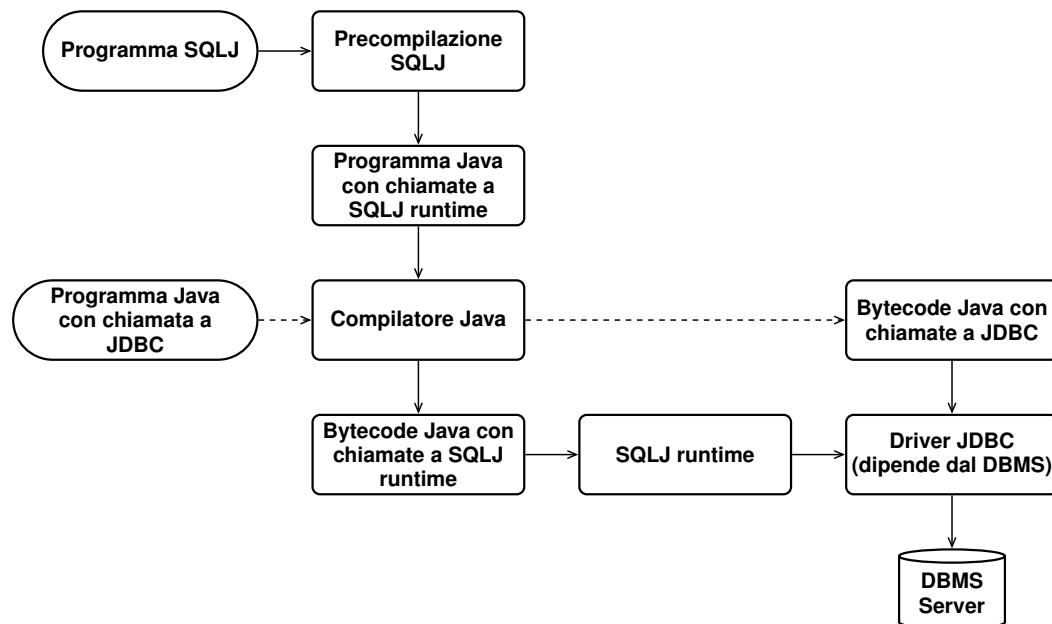 Programma SQLJ
Precompilazione
SQLJ
Programma Java
con chiamate a
SQLJ runtime
Programma Java
con chiamata a
JDBC
Compilatore Java
Bytecode Java con
chiamate a JDBC
Bytecode Java con
chiamate a SQLJ
runtime
SQLJ runtime
Driver JDBC
(dipende dal DBMS)
DBMS
Server